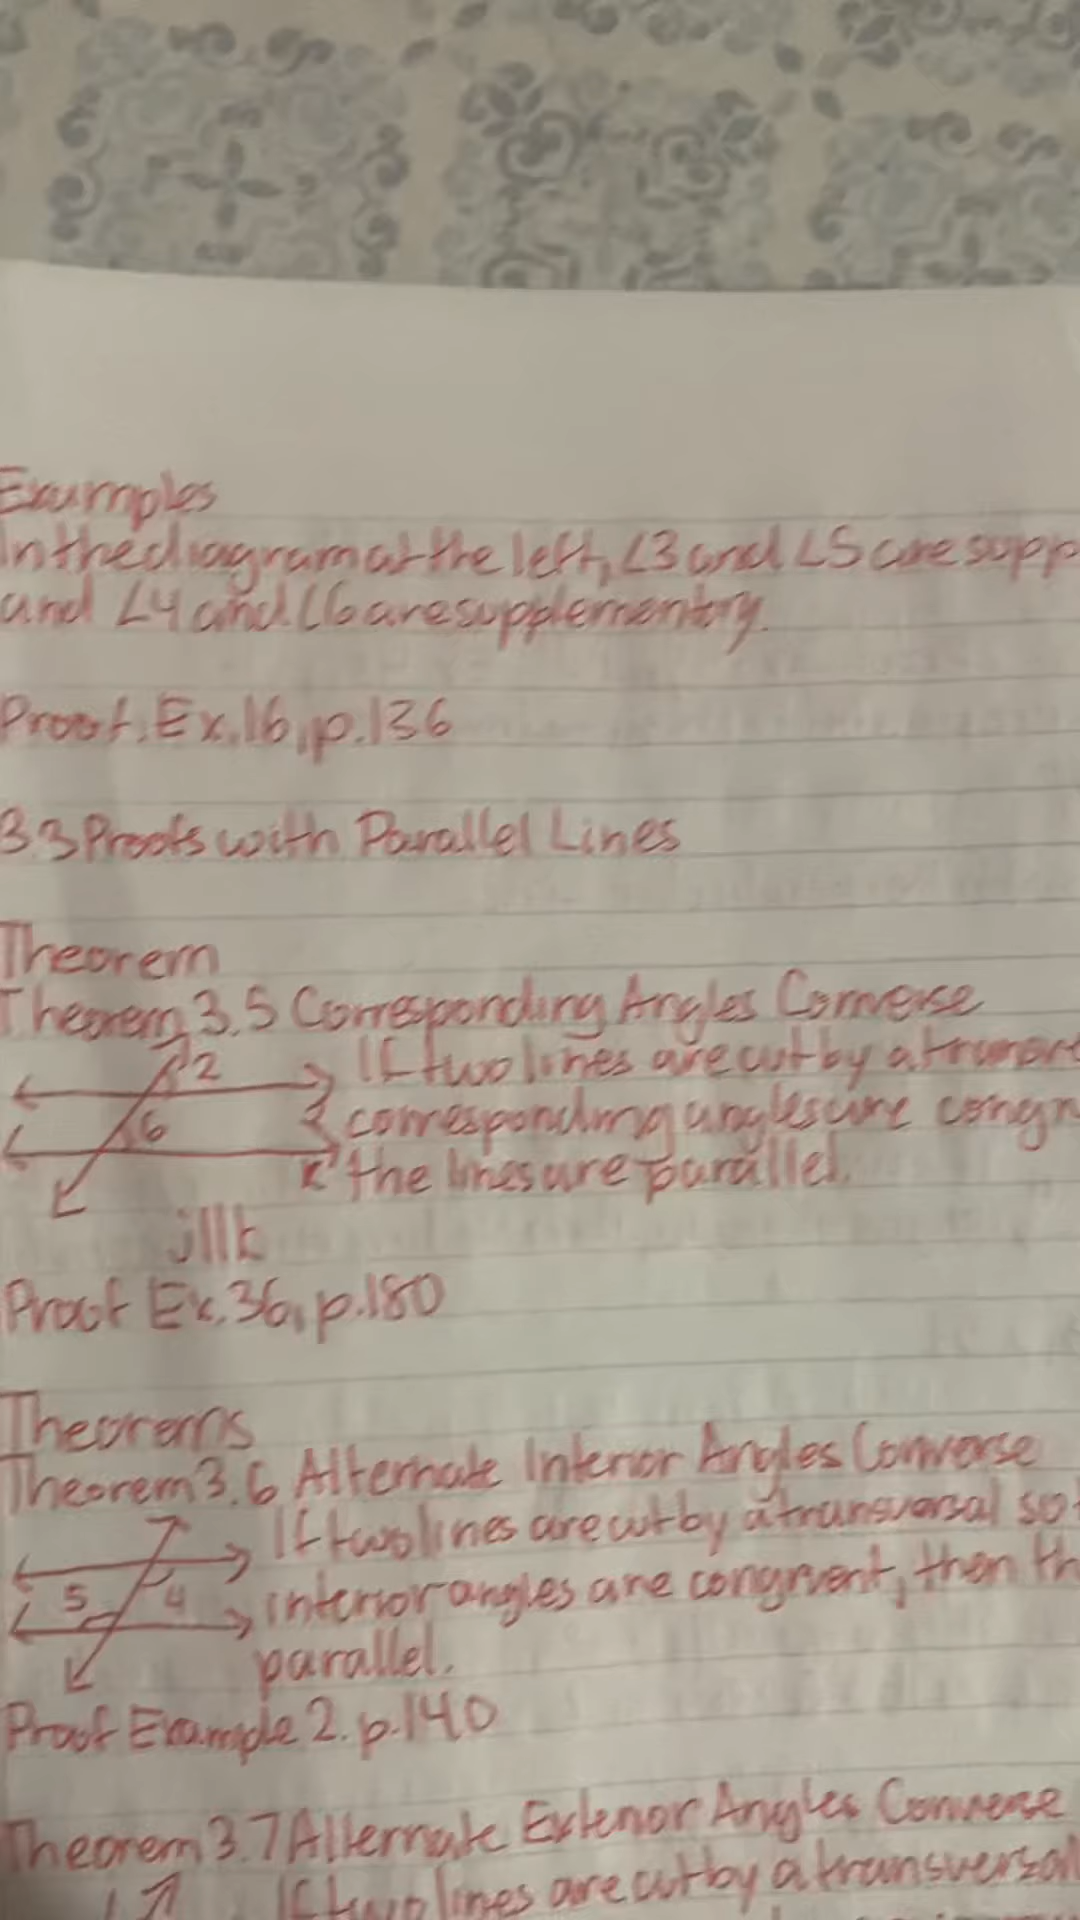 Examples
In the diagram at the left, ∠3 and ∠5 are supp
and ∠4 and ∠6 are supplementry.
Proof. Ex. 16, p. 136
3.3 Proofs with Parallel Lines
Theorem
Theorem 3.5 Corresponding Angles Converse
2 If two lines are cut by a
6 corresponding angles are congr
k the lines are parallel.
j||k
Proof Ex. 36, p. 180
Theorems
Theorem 3.6 Alternate Interior Angles Converse
If two lines are cut by a transversal so
5 4 interior angles are congruent, then th
parallel.
Proof Example 2. p. 140
Theorem 3.7 Alternate Exterior Angles Converse
If two lines are cut by a transversal